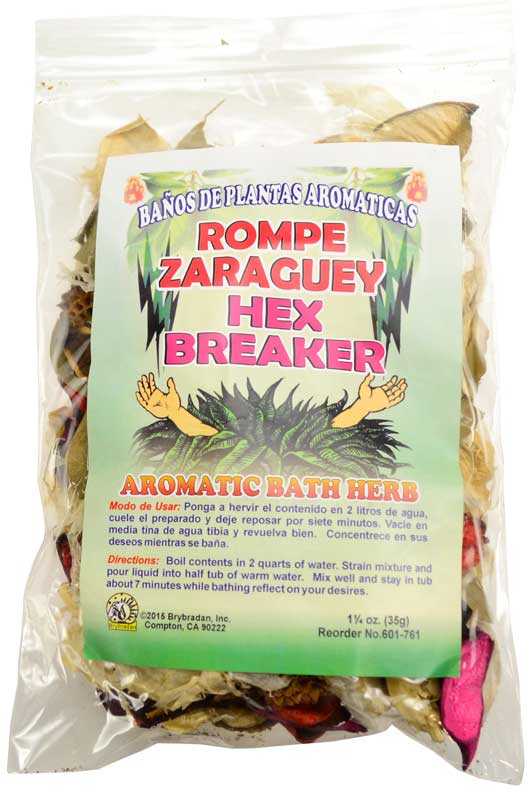 BAÑOS DE PLANTAS AROMATICAS
ROMPE
ZARAGUEY
HEX
BREAKER
AROMATIC BATH HERB
Modo de Usar: Ponga a hervir el contenido en 2 litros de agua,
cuele el preparado y deje reposar por siete minutos. Vacie en
media tina de agua tibia y revuelva bien. Concentrece en sus
deseos mientras se baña.
Directions: Boil contents in 2 quarts of water. Strain mixture and
pour liquid into half tub of warm water. Mix well and stay in tub
about 7 minutes while bathing reflect on your desires.
Brybradan
©2015 Brybradan, Inc.
Compton, CA 90222
1¼ oz. (35g)
Reorder No.601-761